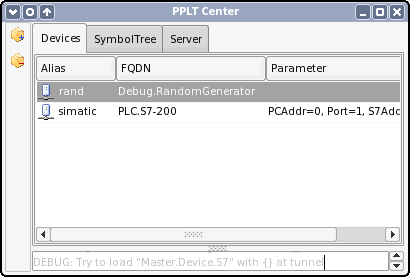 PPLT Center
Devices SymbolTree Server
Alias FQDN Parameter
rand Debug.RandomGenerator
simatic PLC.S7-200 PCAddr=0, Port=1, S7Add
DEBUG: Try to load "Master.Device.S7" with {} at tunnel